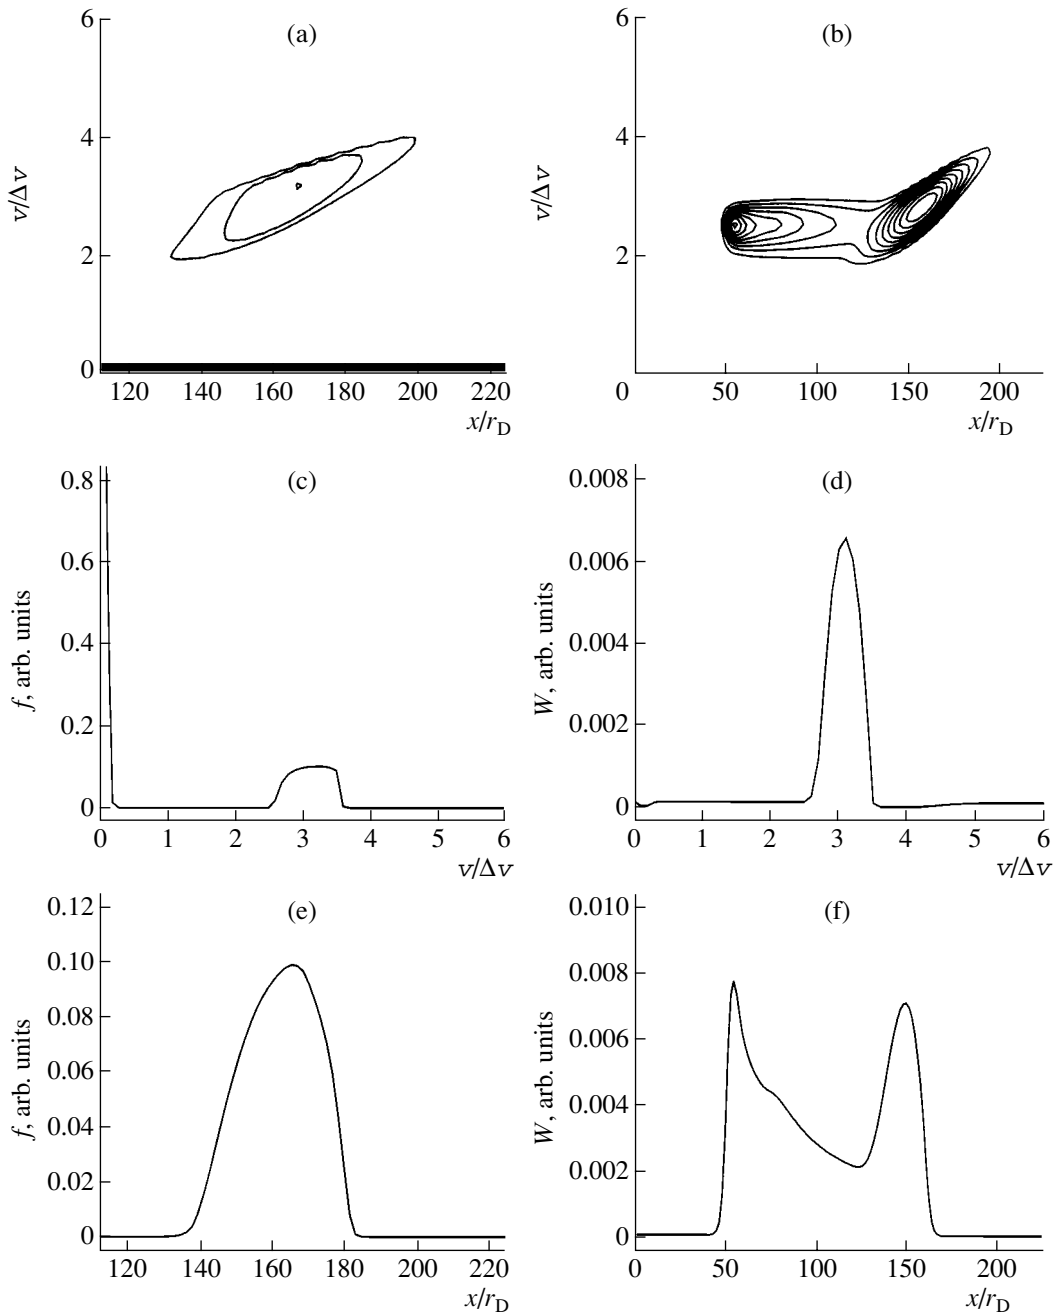 (a)
6
4
2
0
v/Δv
120 140 160 180 200 220
x/r_D
(b)
6
4
2
0
v/Δv
50 100 150 200
x/r_D
(c)
0.8
0.6
0.4
0.2
0
f, arb. units
0 1 2 3 4 5 6
v/Δv
(d)
0.008
0.006
0.004
0.002
0.000
W, arb. units
0 1 2 3 4 5 6
v/Δv
(e)
0.12
0.10
0.08
0.06
0.04
0.02
0
f, arb. units
120 140 160 180 200 220
x/r_D
(f)
0.010
0.008
0.006
0.004
0.002
0
W, arb. units
0 50 100 150 200
x/r_D